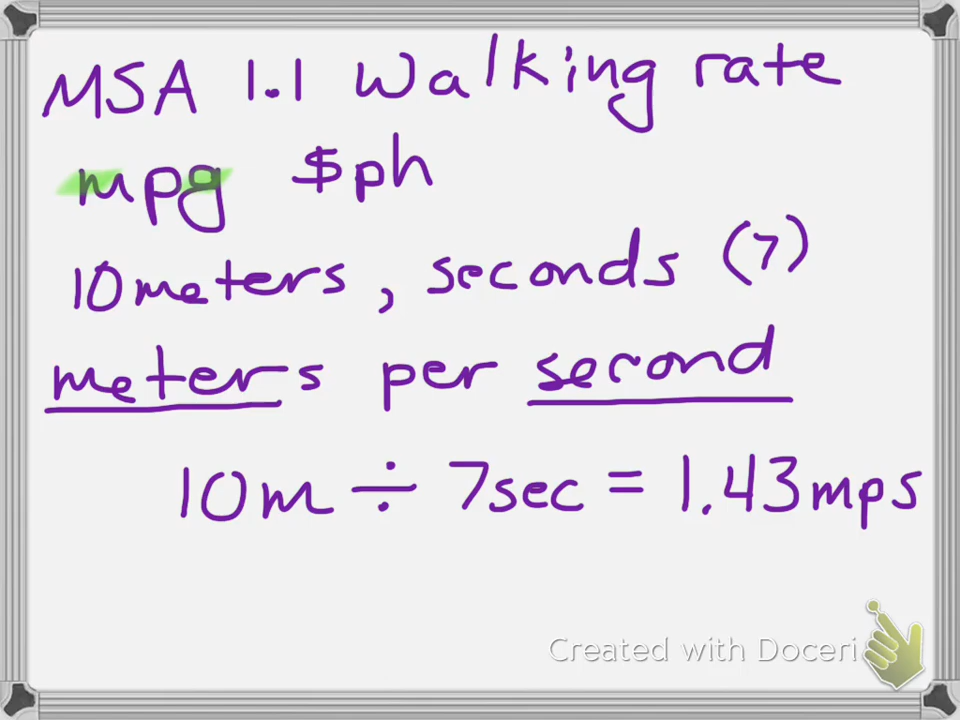 MSA 1.1 Walking rate
mpg $ph
10meters, seconds (7)
meters per second
10m ÷ 7sec = 1.43mps
Created with Doceri